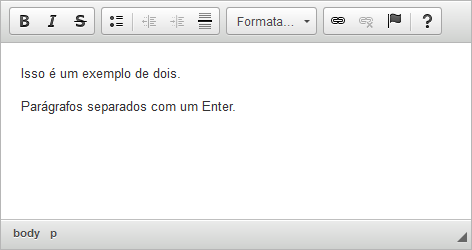 B I S Formata... ?
Isso é um exemplo de dois.
Parágrafos separados com um Enter.
body p